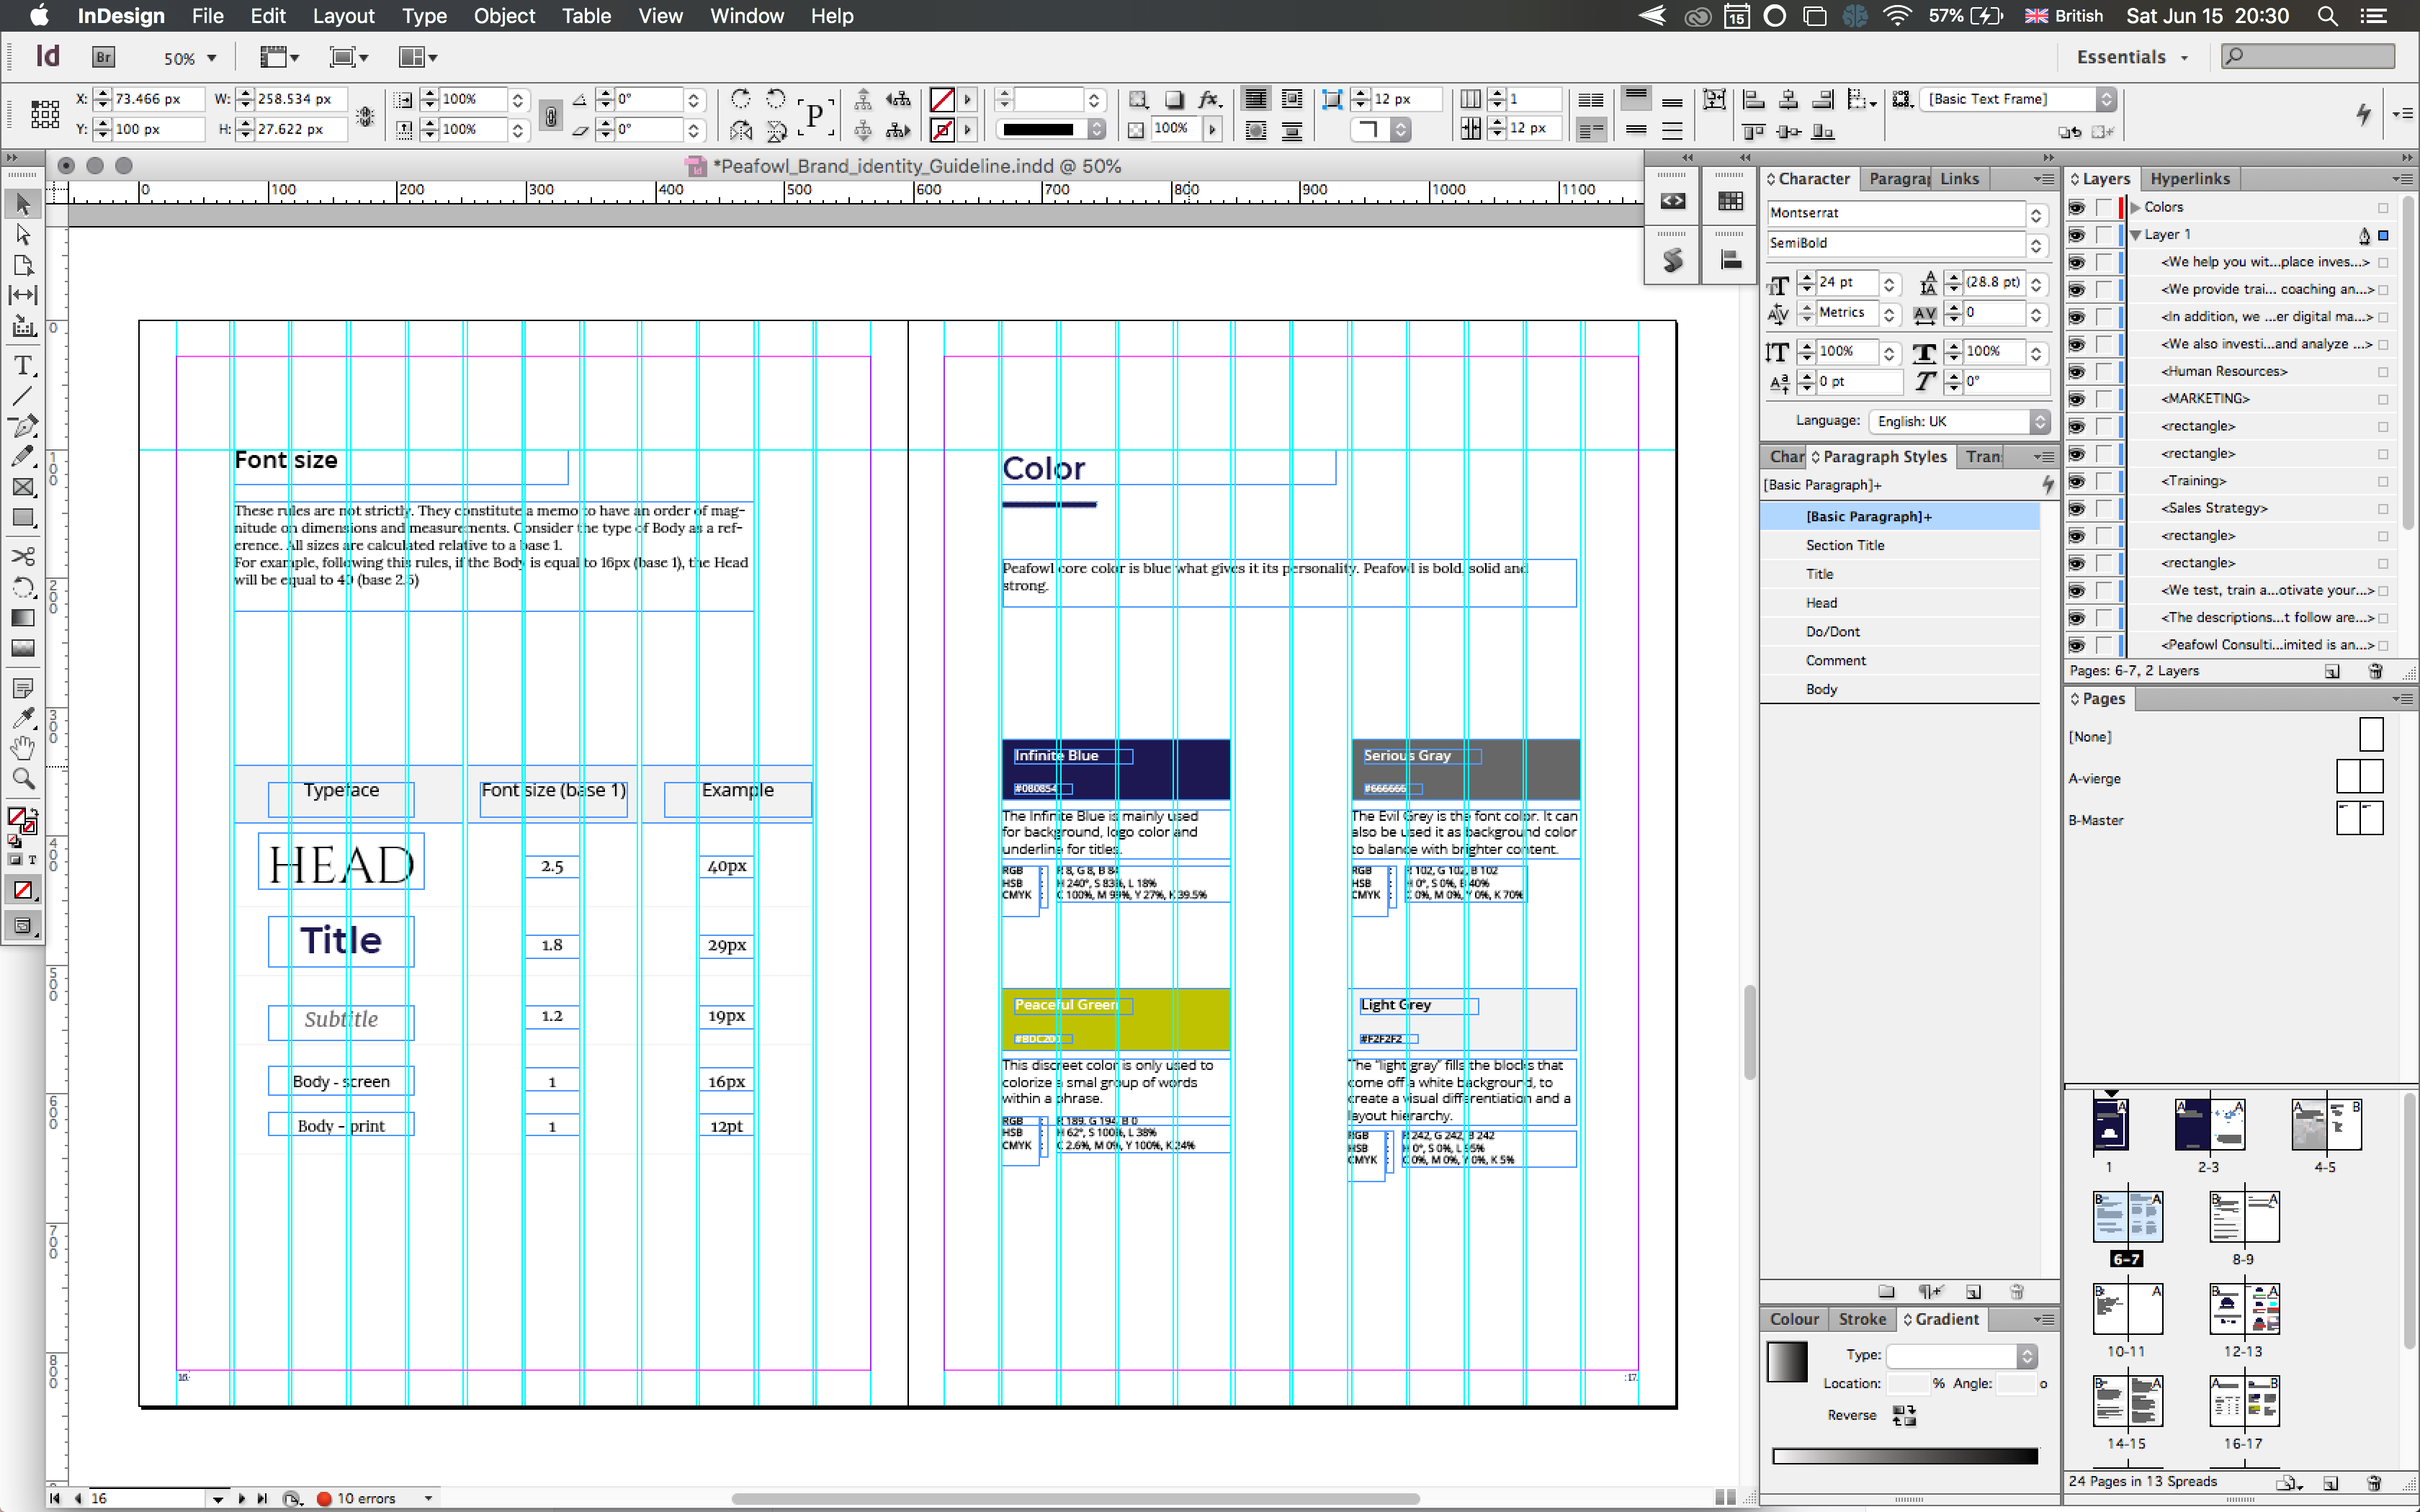 InDesign File Edit Layout Type Object Table View Window Help
57% British Sat Jun 15 20:30
Id Br 50% Essentials
X: 73.466 px W: 258.534 px 100% 0° P 12 px 1 [Basic Text Frame]
Y: 100 px H: 27.622 px 100% 0° 100% 12 px
*Peafowl_Brand_identity_Guideline.indd @ 50%
0 100 200 300 400 500 600 700 800 900 1000 1100
Font size
These rules are not strictly. They constitute a memo to have an order of mag-
nitude on dimensions and measurements. Consider the type of Body as a ref-
erence. All sizes are calculated relative to a base 1.
For example, following this rules, if the Body is equal to 16px (base 1), the Head
will be equal to 40 (base 2.5)
Typeface Font size (base 1) Example
HEAD 2.5 40px
Title 1.8 29px
Subtitle 1.2 19px
Body - screen 1 16px
Body - print 1 12pt
16
Color
Peafowl core color is blue what gives it its personality. Peafowl is bold, solid and
strong.
Infinite Blue
#080854
The Infinite Blue is mainly used
for background, logo color and
underline for titles.
RGB : R 8, G 8, B 84
HSB : H 240°, S 83%, L 18%
CMYK : C 100%, M 99%, Y 27%, K 39.5%
Serious Gray
#666666
The Evil Grey is the font color. It can
also be used it as background color
to balance with brighter content.
RGB : R 102, G 102, B 102
HSB : H 0°, S 0%, B 40%
CMYK : C 0%, M 0%, Y 0%, K 70%
Peaceful Green
#BDC200
This discreet color is only used to
colorize a smal group of words
within a phrase.
RGB : R 189, G 194, B 0
HSB : H 62°, S 100%, L 38%
CMYK : C 2.6%, M 0%, Y 100%, K 24%
Light Grey
#F2F2F2
The "light gray" fills the blocks that
come off a white background, to
create a visual differentiation and a
layout hierarchy.
RGB : R 242, G 242, B 242
HSB : H 0°, S 0%, L 95%
CMYK : C 0%, M 0%, Y 0%, K 5%
17
16 10 errors
Character Paragra Links
Montserrat
SemiBold
24 pt (28.8 pt)
Metrics 0
100% 100%
0 pt 0°
Language: English: UK
Char Paragraph Styles Tran
[Basic Paragraph]+
[Basic Paragraph]+
Section Title
Title
Head
Do/Dont
Comment
Body
Colour Stroke Gradient
Type:
Location: % Angle: o
Reverse
Layers Hyperlinks
Colors
Layer 1
<We help you wit...place inves...>
<We provide trai... coaching an...>
<In addition, we ...er digital ma...>
<We also investi...and analyze ...>
<Human Resources>
<MARKETING>
<rectangle>
<rectangle>
<Training>
<Sales Strategy>
<rectangle>
<rectangle>
<We test, train a...otivate your...>
<The descriptions...t follow are...>
<Peafowl Consulti...imited is an...>
Pages: 6-7, 2 Layers
Pages
[None]
A-vierge
B-Master
1 2-3 4-5
6-7 8-9
10-11 12-13
14-15 16-17
24 Pages in 13 Spreads